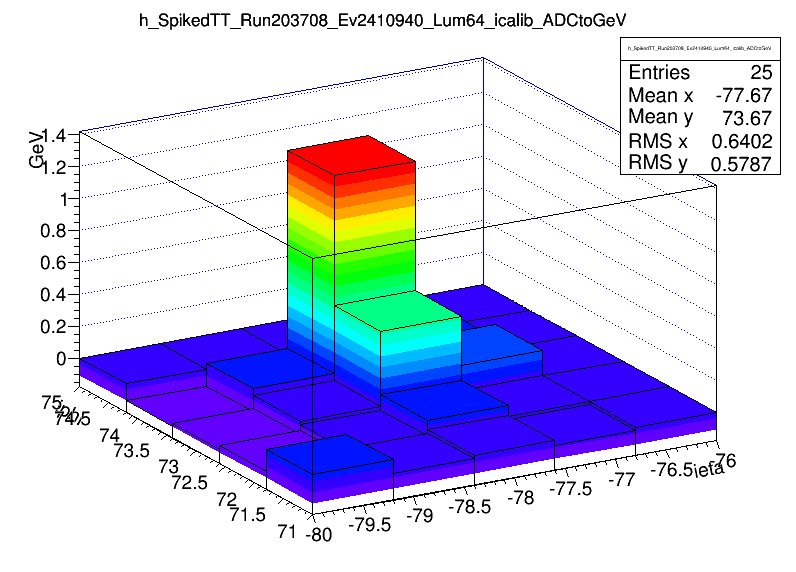 h_SpikedTT_Run203708_Ev2410940_Lum64_icalib_ADCtoGeV
h_SpikedTT_Run203708_Ev2410940_Lum64_icalib_ADCtoGeV
Entries 25
Mean x -77.67
Mean y 73.67
RMS x 0.6402
RMS y 0.5787
GeV
1.4
1.2
1
0.8
0.6
0.4
0.2
0
75
74.5
74
73.5
73
72.5
72
71.5
71
-80
-79.5
-79
-78.5
-78
-77.5
-77
-76.5
-76
ieta